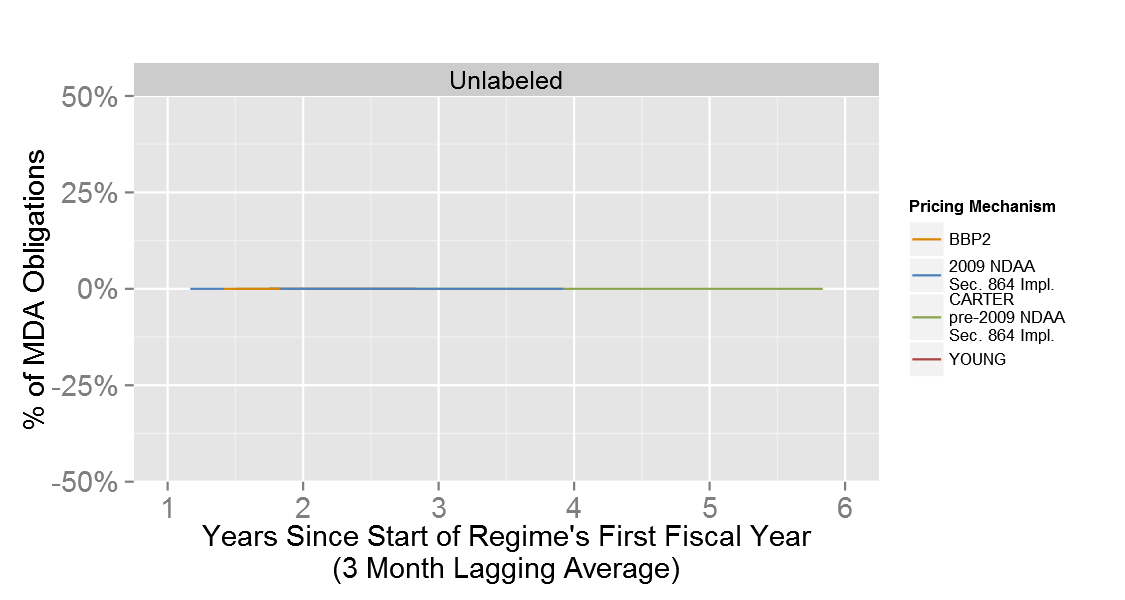 Unlabeled
50%
25%
0%
-25%
-50%
% of MDA Obligations
1 2 3 4 5 6
Years Since Start of Regime's First Fiscal Year
(3 Month Lagging Average)
Pricing Mechanism
BBP2
2009 NDAA
Sec. 864 Impl.
CARTER
pre-2009 NDAA
Sec. 864 Impl.
YOUNG